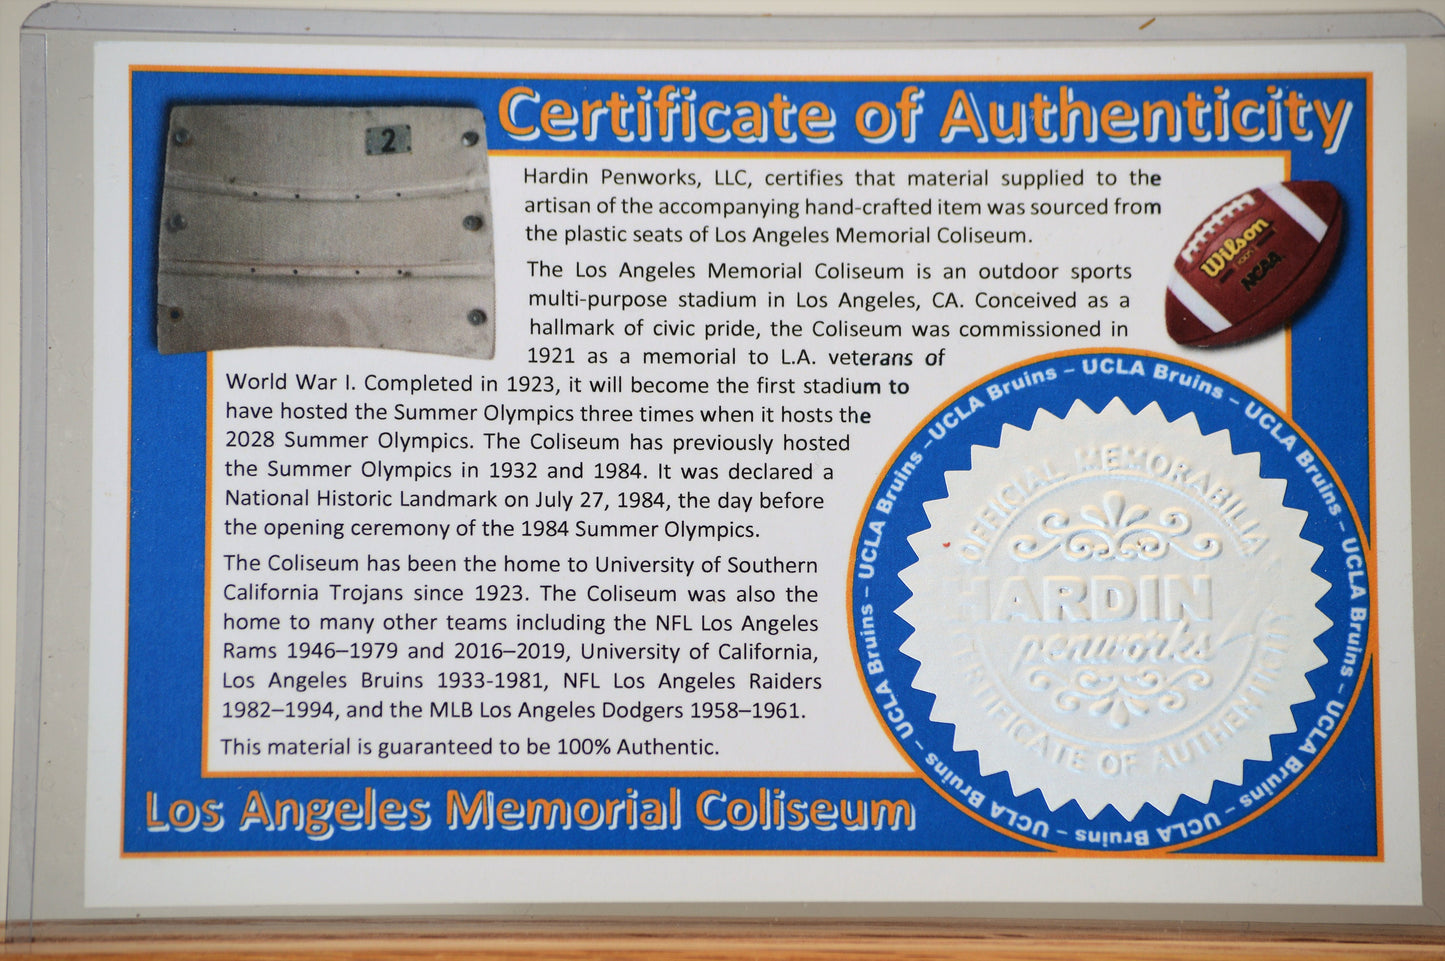 Certificate of Authenticity
2
Hardin Penworks, LLC, certifies that material supplied to the
artisan of the accompanying hand-crafted item was sourced from
the plastic seats of Los Angeles Memorial Coliseum.
Wilson
NCAA
The Los Angeles Memorial Coliseum is an outdoor sports
multi-purpose stadium in Los Angeles, CA. Conceived as a
hallmark of civic pride, the Coliseum was commissioned in
1921 as a memorial to L.A. veterans of
World War I. Completed in 1923, it will become the first stadium to
have hosted the Summer Olympics three times when it hosts the
2028 Summer Olympics. The Coliseum has previously hosted
the Summer Olympics in 1932 and 1984. It was declared a
National Historic Landmark on July 27, 1984, the day before
the opening ceremony of the 1984 Summer Olympics.
The Coliseum has been the home to University of Southern
California Trojans since 1923. The Coliseum was also the
home to many other teams including the NFL Los Angeles
Rams 1946–1979 and 2016–2019, University of California,
Los Angeles Bruins 1933-1981, NFL Los Angeles Raiders
1982–1994, and the MLB Los Angeles Dodgers 1958–1961.
This material is guaranteed to be 100% Authentic.
UCLA Bruins – UCLA Bruins – UCLA Bruins – UCLA Bruins – UCLA Bruins – UCLA Bruins – UCLA Bruins – UCLA Bruins – UCLA Bruins – UCLA Bruins –
OFFICIAL MEMORABILIA
HARDIN
penworks
CERTIFICATE OF AUTHENTICITY
Los Angeles Memorial Coliseum